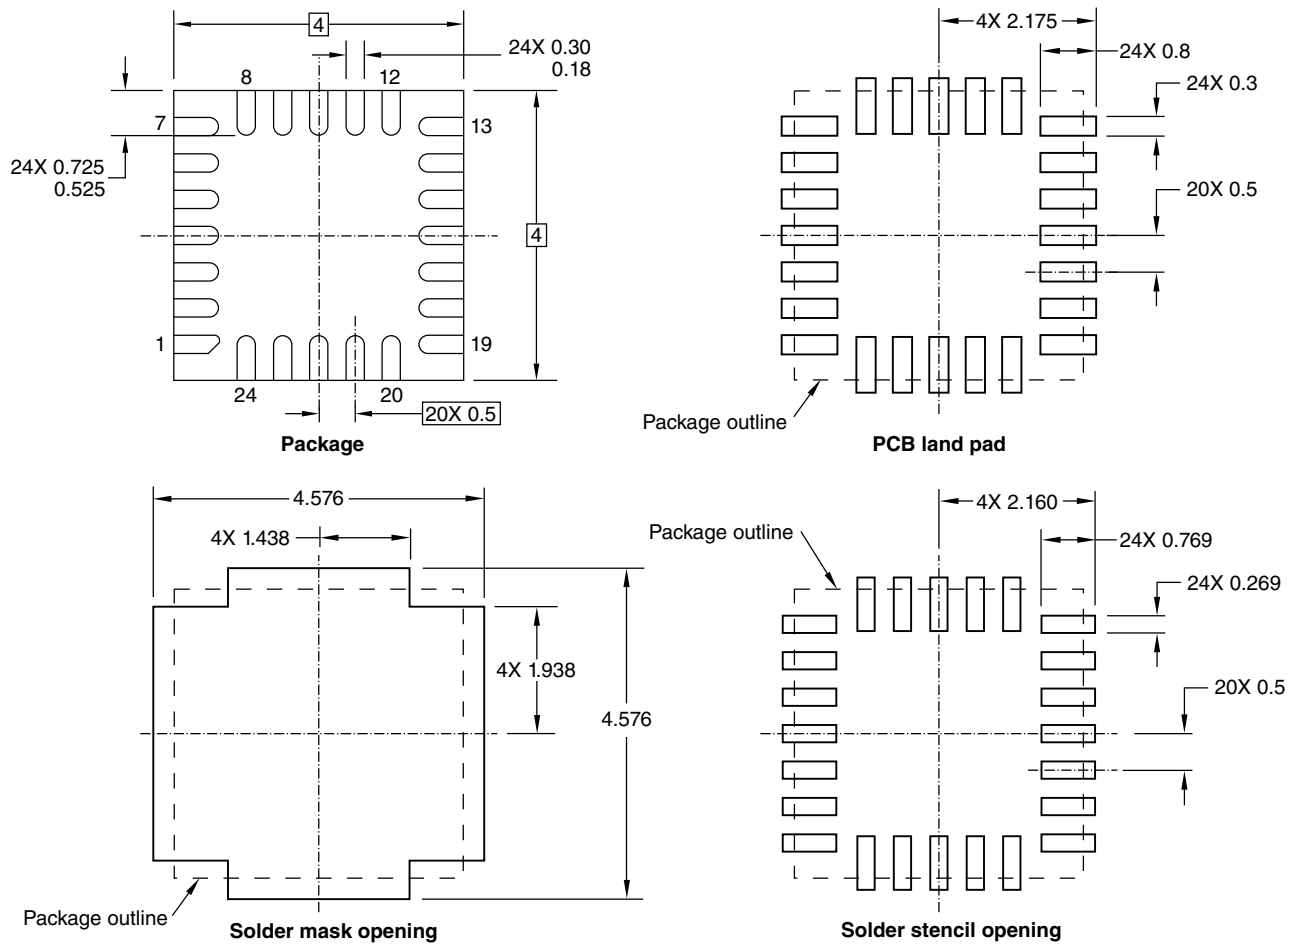 4
24X 0.30
0.18
8
12
7
13
24X 0.725
0.525
4
1
19
24
20
20X 0.5
Package
4X 2.175
24X 0.8
24X 0.3
20X 0.5
Package outline
PCB land pad
4.576
4X 1.438
4X 1.938
4.576
Package outline
Solder mask opening
4X 2.160
Package outline
24X 0.769
24X 0.269
20X 0.5
Solder stencil opening